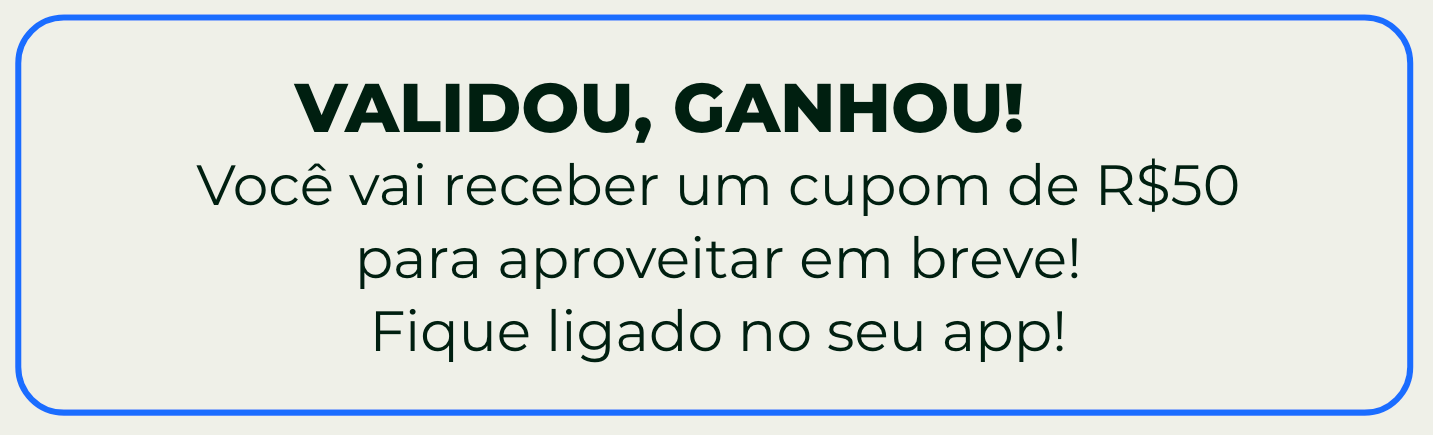 VALIDOU, GANHOU!
Você vai receber um cupom de R$50
para aproveitar em breve!
Fique ligado no seu app!